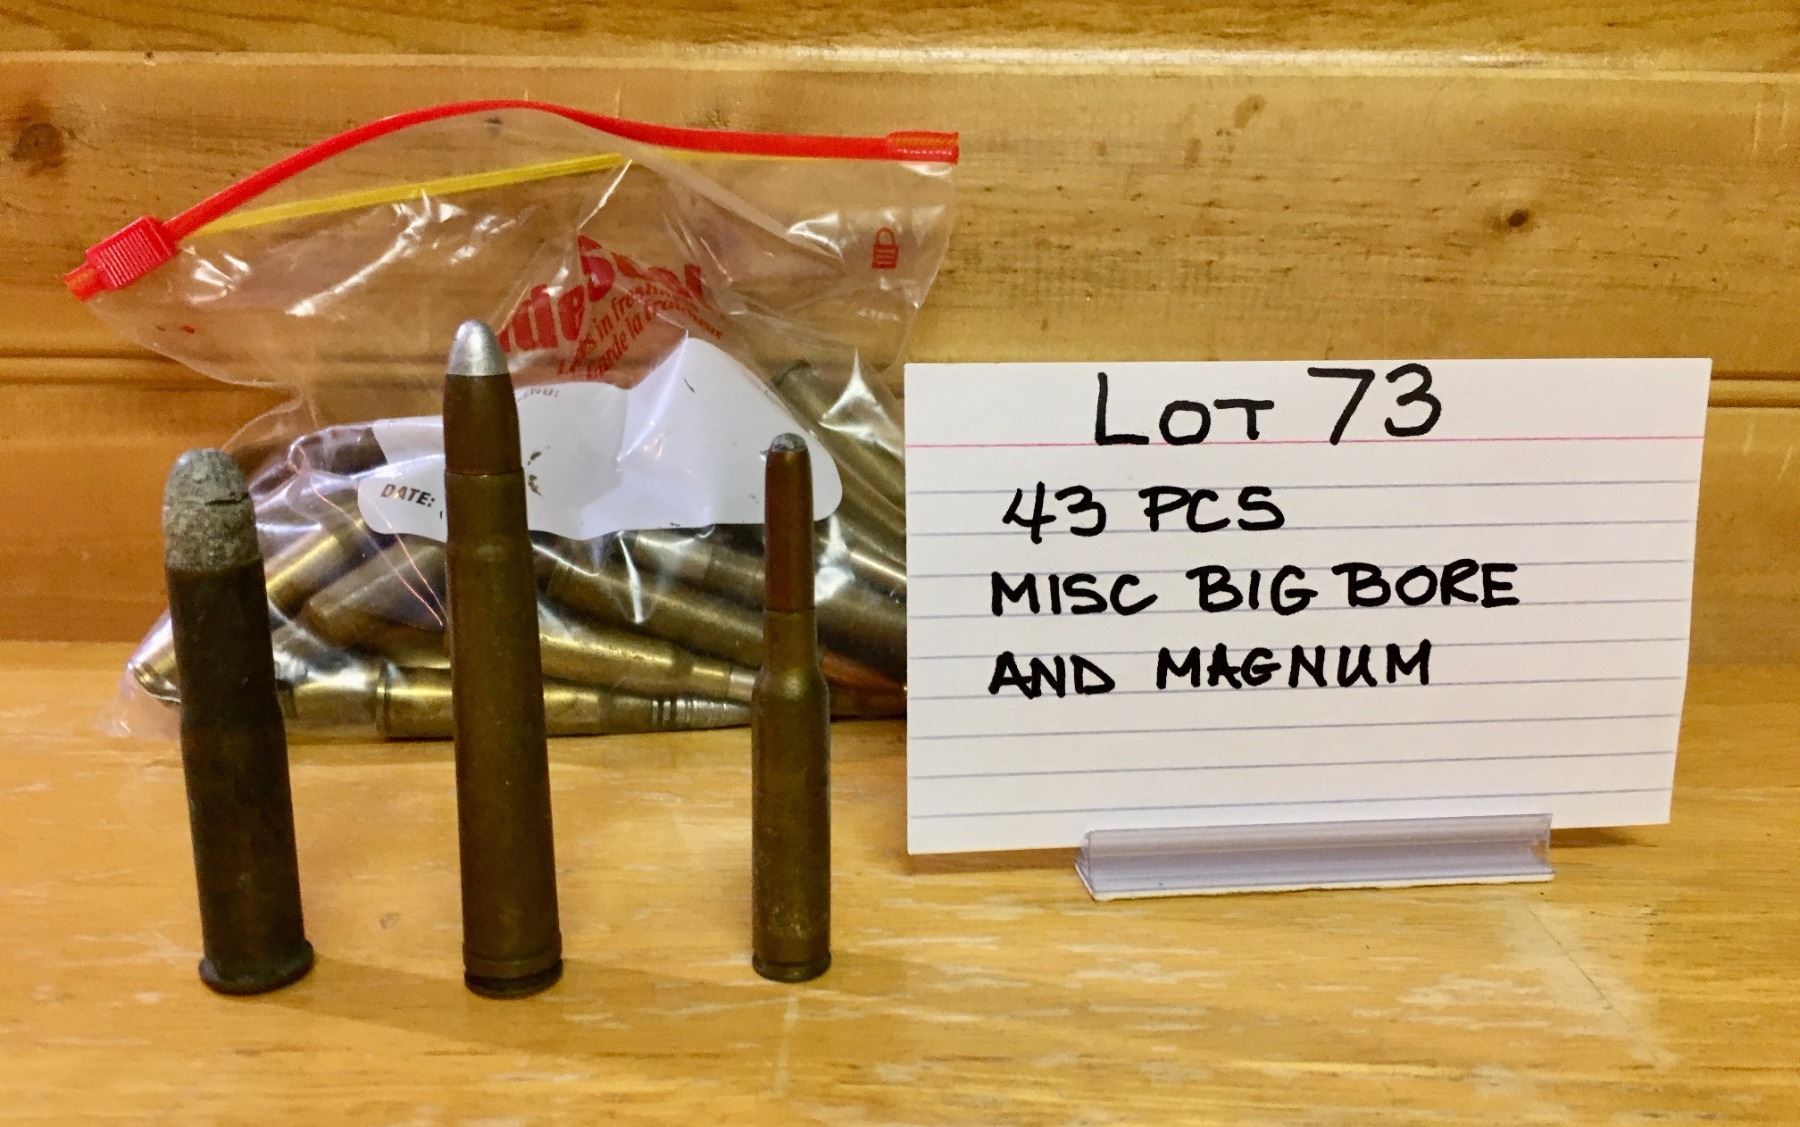 LOT 73
43 PCS
MISC BIG BORE
AND MAGNUM
DATE: